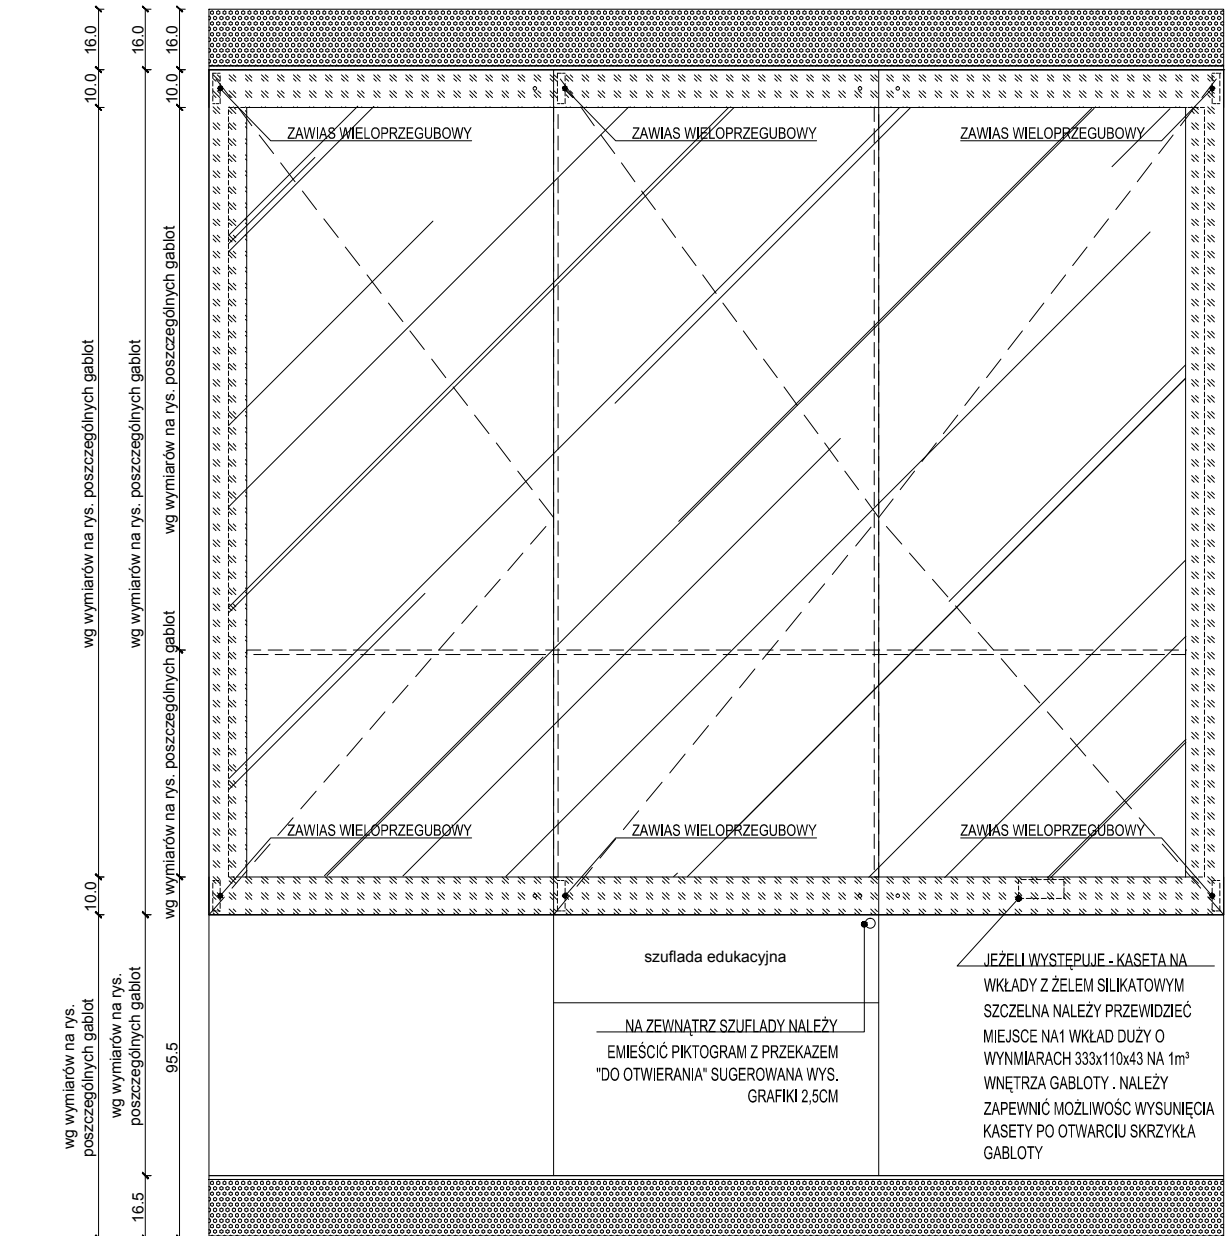 16.0
16.0
16.0
10.0
10.0
wg wymiarów na rys. poszczególnych gablot
wg wymiarów na rys. poszczególnych gablot
wg wymiarów na rys. poszczególnych gablot
wg wymiarów na rys. poszczególnych gablot
10.0
wg wymiarów na rys.
poszczególnych gablot
wg wymiarów na rys.
poszczególnych gablot
95.5
16.5
ZAWIAS WIELOPRZEGUBOWY
ZAWIAS WIELOPRZEGUBOWY
ZAWIAS WIELOPRZEGUBOWY
ZAWIAS WIELOPRZEGUBOWY
ZAWIAS WIELOPRZEGUBOWY
ZAWIAS WIELOPRZEGUBOWY
szuflada edukacyjna
NA ZEWNĄTRZ SZUFLADY NALEŻY
EMIEŚCIĆ PIKTOGRAM Z PRZEKAZEM
"DO OTWIERANIA" SUGEROWANA WYS.
GRAFIKI 2,5CM
JEŻELI WYSTĘPUJE - KASETA NA
WKŁADY Z ŻELEM SILIKATOWYM
SZCZELNA NALEŻY PRZEWIDZIEĆ
MIEJSCE NA1 WKŁAD DUŻY O
WYNMIARACH 333x110x43 NA 1m³
WNĘTRZA GABLOTY . NALEŻY
ZAPEWNIĆ MOŻLIWOŚC WYSUNIĘCIA
KASETY PO OTWARCIU SKRZYKŁA
GABLOTY